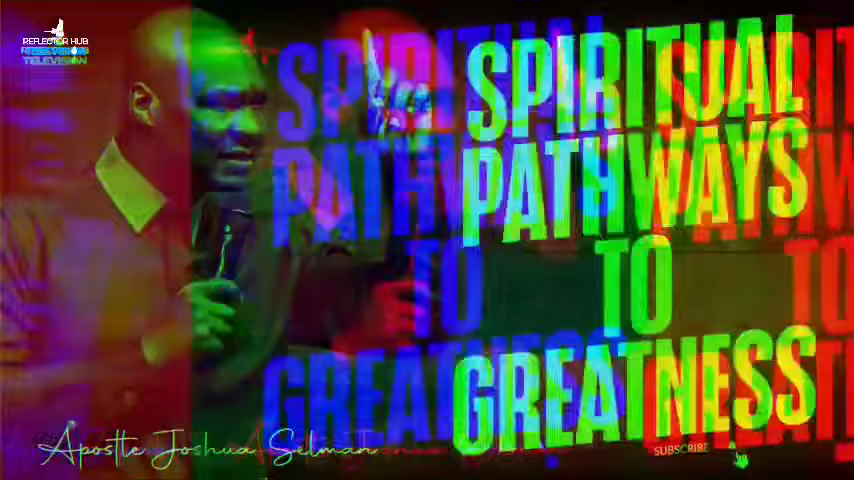 REFLECTOR HUB
TELEVISION
SPIRITUAL
PATHWAYS
TO
GREATNESS
Apostle Joshua Selman
SUBSCRIBE